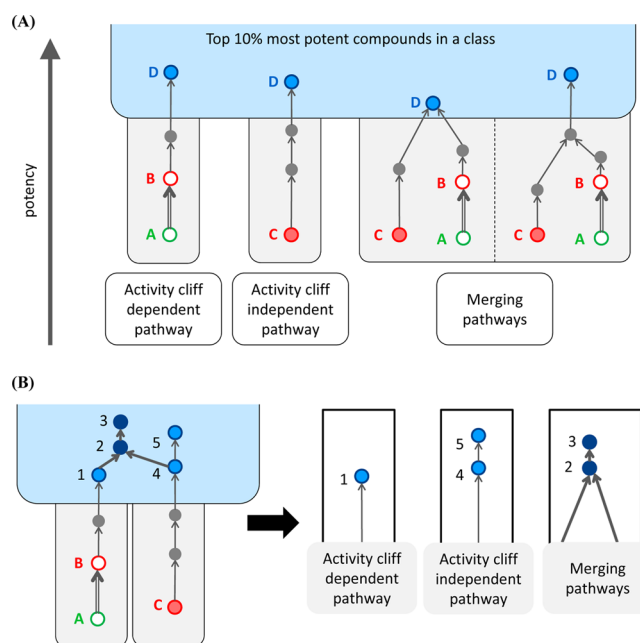 (A)
Top 10% most potent compounds in a class
potency
D
D
D
D
B
B
B
A
C
C
A
C
A
Activity cliff
dependent
pathway
Activity cliff
independent
pathway
Merging
pathways
(B)
3
2
1
5
4
B
A
C
1
5
4
3
2
Activity cliff
dependent
pathway
Activity cliff
independent
pathway
Merging
pathways